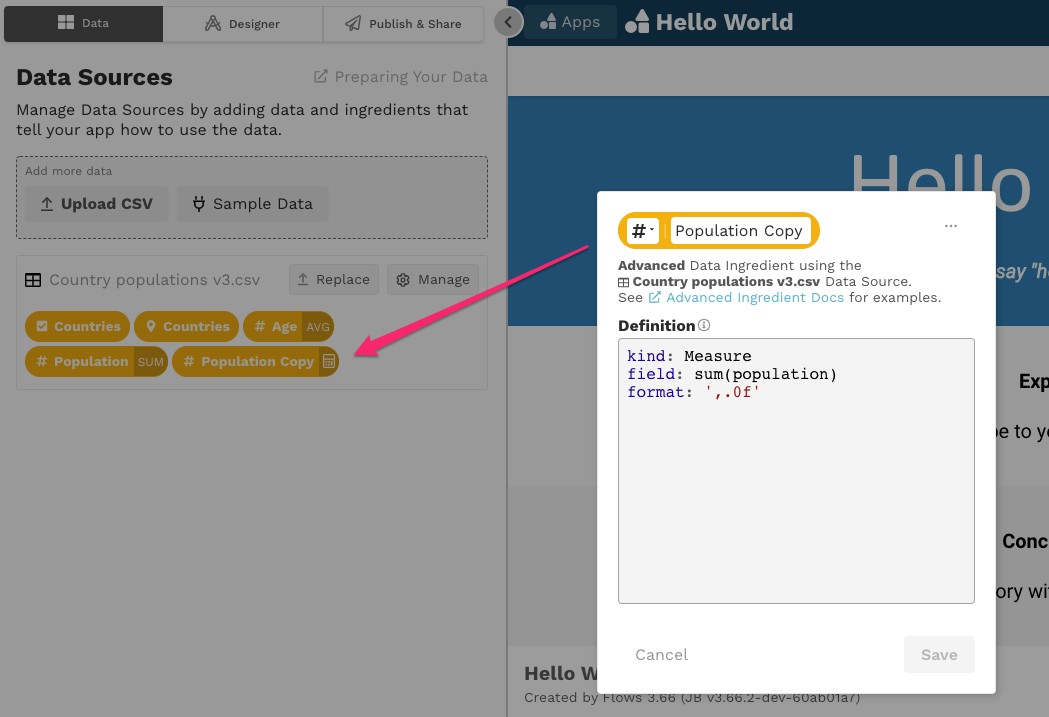 Data
Designer
Publish & Share
Apps
Hello World
Data Sources
Preparing Your Data
Manage Data Sources by adding data and ingredients that
tell your app how to use the data.
Add more data
Upload CSV
Sample Data
Country populations v3.csv
Replace
Manage
Countries
Countries
# Age AVG
# Population SUM
# Population Copy
Hello
say "h
# Population Copy
...
Advanced Data Ingredient using the
Country populations v3.csv Data Source.
See Advanced Ingredient Docs for examples.
Definition
kind: Measure
field: sum(population)
format: ',.0f'
Cancel
Save
Exp
pe to yo
Conc
ory wi
Hello W
Created by Flows 3.66 (JB v3.66.2-dev-60ab01a7)